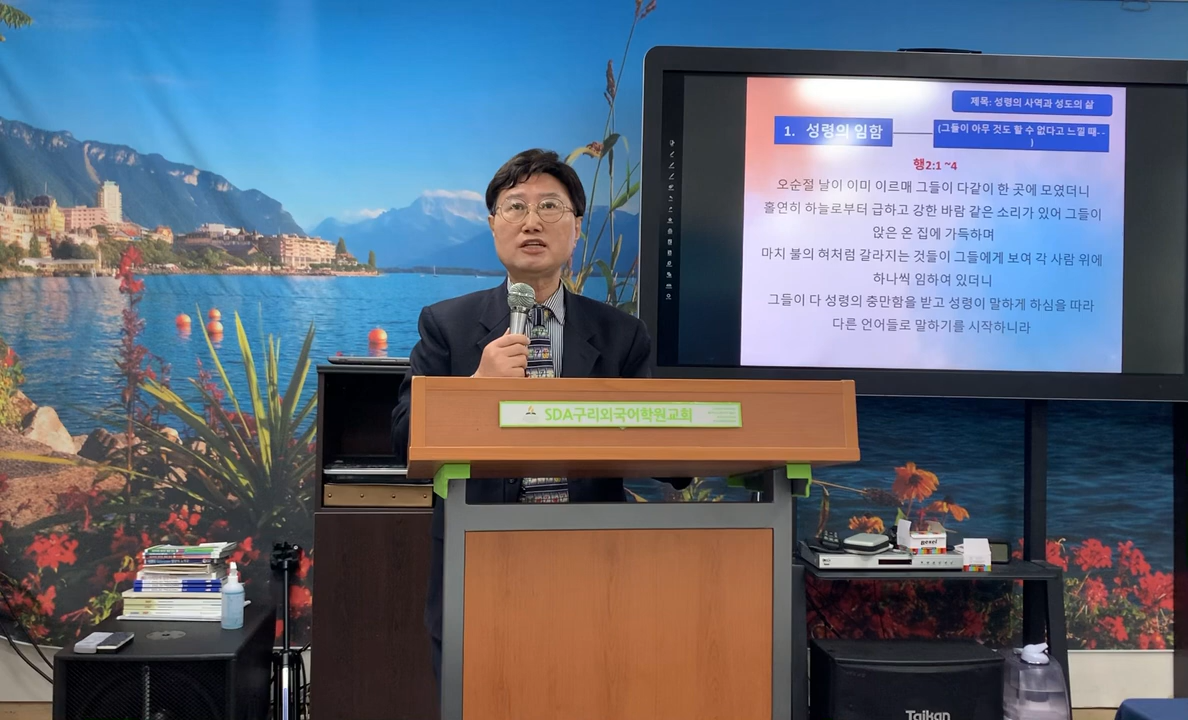 제목: 성령의 사역과 성도의 삶
1. 성령의 임함
(그들이 아무 것도 할 수 없다고 느낄 때- -
)
행2:1 ~4
오순절 날이 이미 이르매 그들이 다같이 한 곳에 모였더니
홀연히 하늘로부터 급하고 강한 바람 같은 소리가 있어 그들이
앉은 온 집에 가득하며
마치 불의 혀처럼 갈라지는 것들이 그들에게 보여 각 사람 위에
하나씩 임하여 있더니
그들이 다 성령의 충만함을 받고 성령이 말하게 하심을 따라
다른 언어들로 말하기를 시작하니라
SDA구리외국어학원교회
Bexel
Taikan